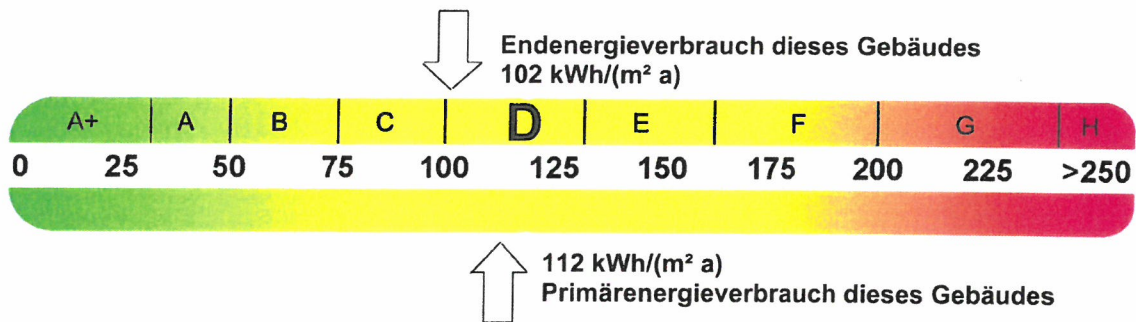 Endenergieverbrauch dieses Gebäudes
102 kWh/(m² a)
A+ A B C D E F G H
0 25 50 75 100 125 150 175 200 225 >250
112 kWh/(m² a)
Primärenergieverbrauch dieses Gebäudes